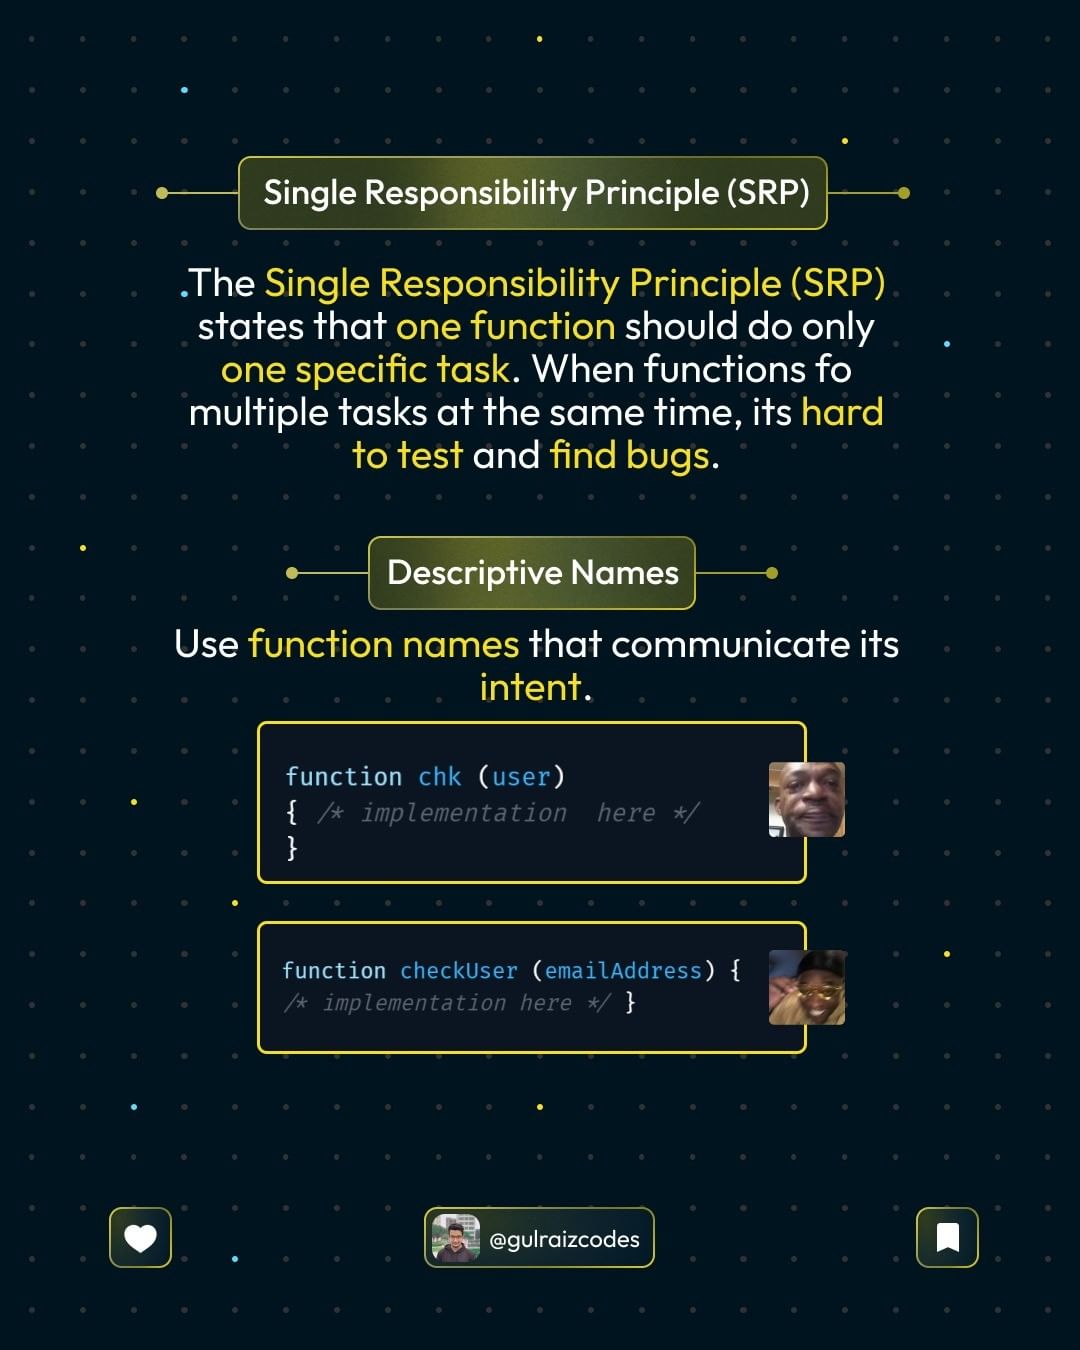 Single Responsibility Principle (SRP)
The Single Responsibility Principle (SRP)
states that one function should do only
one specific task. When functions fo
multiple tasks at the same time, its hard
to test and find bugs.
Descriptive Names
Use function names that communicate its
intent.
function chk (user)
{ /* implementation  here */
}
function checkUser (emailAddress) {
/* implementation here */ }
@gulraizcodes